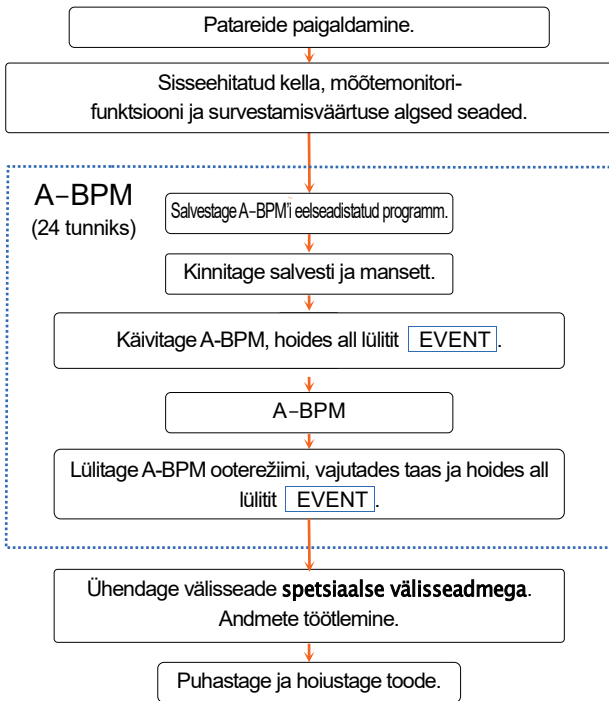 Patareide paigaldamine.
Sisseehitatud kella, mõõtemonitori-
funktsiooni ja survestamisväärtuse algsed seaded.
A-BPM
(24 tunniks)
Salvestage A-BPM'i eelseadistatud programm.
Kinnitage salvesti ja mansett.
Käivitage A-BPM, hoides all lülitit EVENT.
A-BPM
Lülitage A-BPM ooterežiimi, vajutades taas ja hoides all
lülitit EVENT.
Ühendage välisseade spetsiaalse välisseadmega.
Andmete töötlemine.
Puhastage ja hoiustage toode.